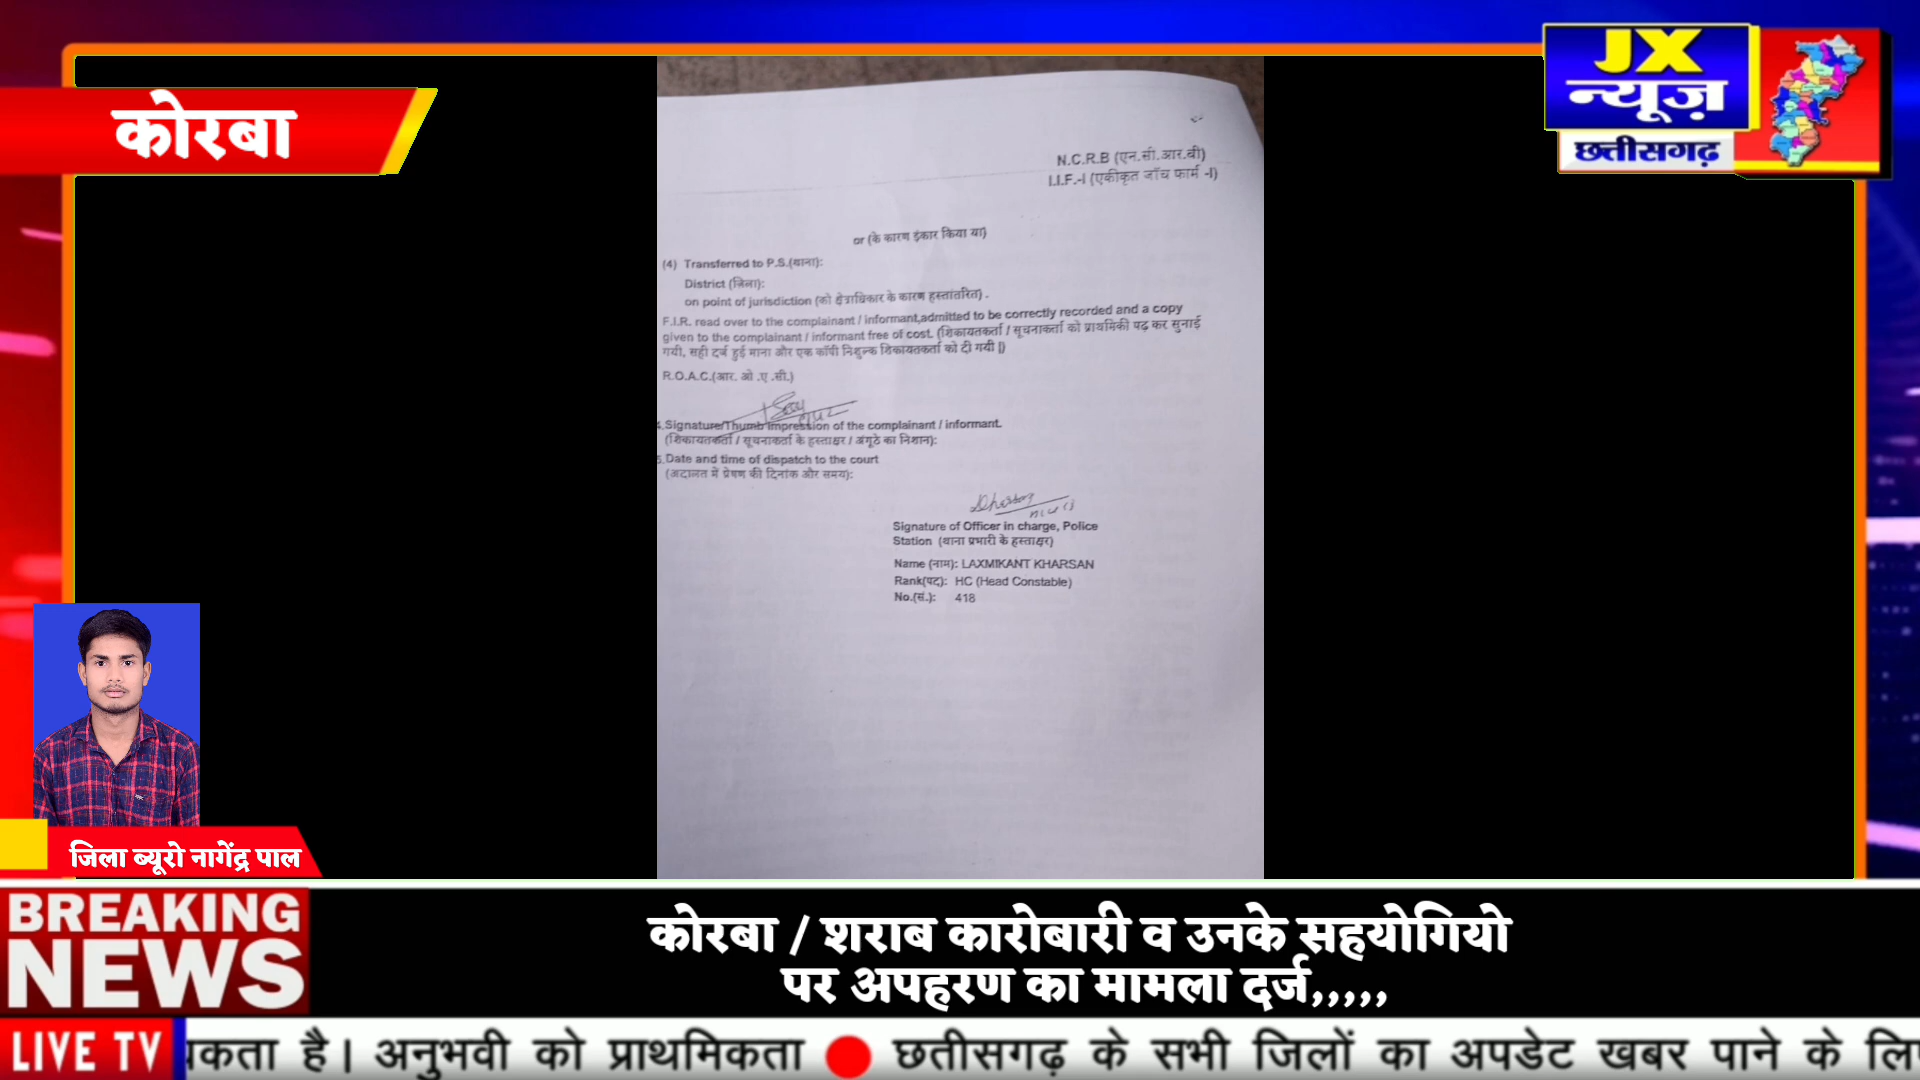 JX
न्यूज़
छत्तीसगढ़
कोरबा
N.C.R.B (एन.सी.आर.बी)
I.I.F.-I (एकीकृत जाँच फार्म -I)
or (के कारण इंकार किया या)
(4) Transferred to P.S.(थाना):
District (जिला):
on point of jurisdiction (को क्षेत्राधिकार के कारण हस्तांतरित) .
F.I.R. read over to the complainant / informant,admitted to be correctly recorded and a copy
given to the complainant / informant free of cost. (शिकायतकर्ता / सूचनाकर्ता को प्राथमिकी पढ़ कर सुनाई
गयी, सही दर्ज हुई माना और एक कॉपी निशुल्क शिकायतकर्ता को दी गयी |)
R.O.A.C.(आर. ओ .ए .सी.)
Signature/Thumb impression of the complainant / informant.
(शिकायतकर्ता / सूचनाकर्ता के हस्ताक्षर / अंगूठे का निशान):
Date and time of dispatch to the court
(अदालत में प्रेषण की दिनांक और समय):
Signature of Officer in charge, Police
Station (थाना प्रभारी के हस्ताक्षर)
Name (नाम): LAXMIKANT KHARSAN
Rank(पद): HC (Head Constable)
No.(सं.): 418
जिला ब्यूरो नागेंद्र पाल
BREAKING
NEWS
कोरबा / शराब कारोबारी व उनके सहयोगियो
पर अपहरण का मामला दर्ज,,,,,
LIVE TV
कता है। अनुभवी को प्राथमिकता छत्तीसगढ़ के सभी जिलों का अपडेट खबर पाने के लि